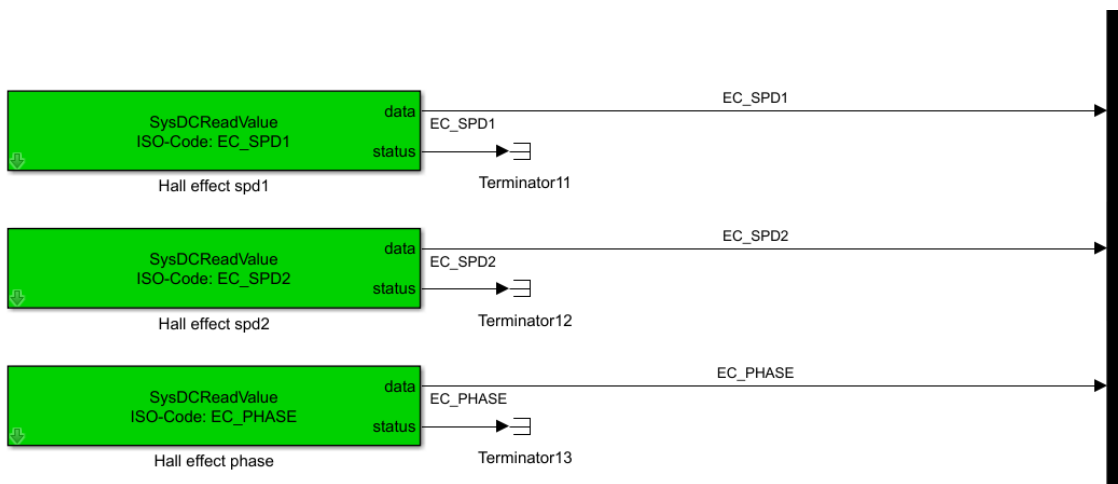 EC_SPD1
SysDCReadValue
ISO-Code: EC_SPD1
data
status
EC_SPD1
Hall effect spd1
Terminator11
EC_SPD2
SysDCReadValue
ISO-Code: EC_SPD2
data
status
EC_SPD2
Hall effect spd2
Terminator12
EC_PHASE
SysDCReadValue
ISO-Code: EC_PHASE
data
status
EC_PHASE
Hall effect phase
Terminator13